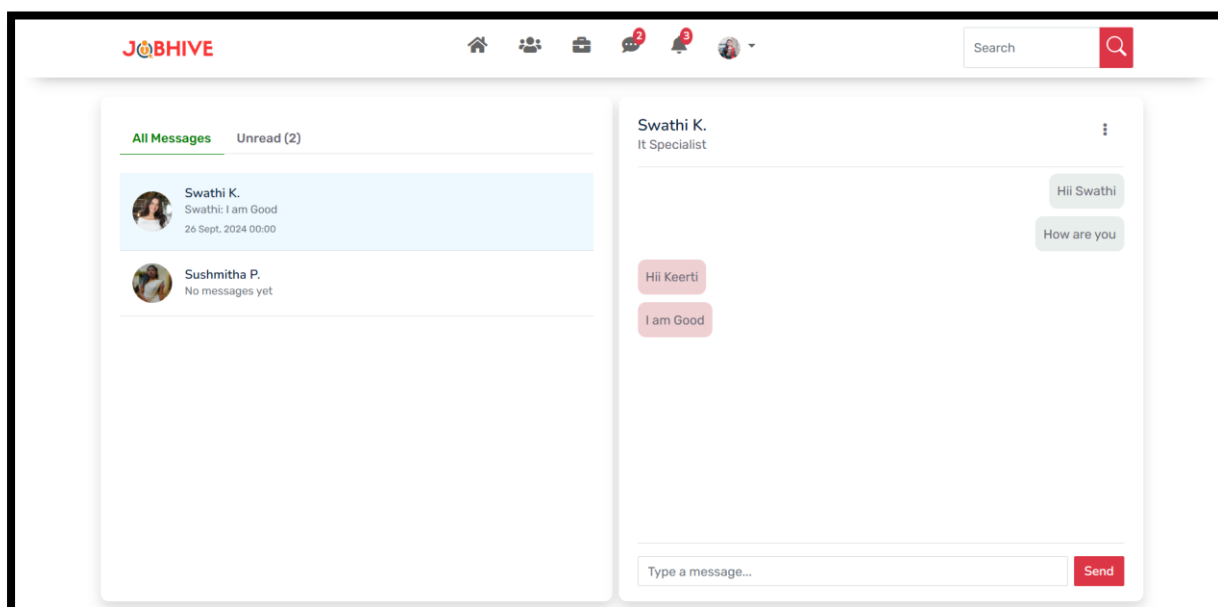 JOBHIVE
2
3
Search
All Messages Unread (2)
Swathi K.
Swathi: I am Good
26 Sept, 2024 00:00
Sushmitha P.
No messages yet
Swathi K.
It Specialist
Hii Swathi
How are you
Hii Keerti
I am Good
Type a message...
Send